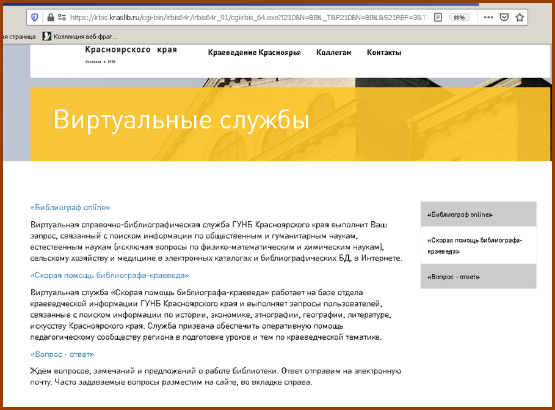 https://irbis.kraslib.ru/cgi-bin/irbis64r/irbis64r_91/cgiirbis_64.exe?I21DBN=BIBL_T&P21DBN=BIBL&S21REF=3&T
80%
яя страница Коллекция веб-фраг...
Красноярского края
Основана в 1935
Краеведение Красноярья Коллегам Контакты
Виртуальные службы
«Библиограф online»
Виртуальная справочно-библиографическая служба ГУНБ Красноярского края выполнит Ваш
запрос, связанный с поиском информации по общественным и гуманитарным наукам,
естественным наукам (исключая вопросы по физико-математическим и химическим наукам),
сельскому хозяйству и медицине в электронных каталогах и библиографических БД, в Интернете.
«Скорая помощь библиографа-краеведа»
Виртуальная служба «Скорая помощь библиографа-краеведа» работает на базе отдела
краеведческой информации ГУНБ Красноярского края и выполняет запросы пользователей,
связанные с поиском информации по истории, экономике, этнографии, географии, литературе,
искусству Красноярского края. Служба призвана обеспечить оперативную помощь
педагогическому сообществу региона в подготовке уроков и тем по краеведческой тематике.
«Вопрос - ответ»
Ждём вопросов, замечаний и предложений о работе библиотеки. Ответ отправим на электронную
почту. Часто задаваемые вопросы разместим на сайте, во вкладке справа.
«Библиограф online»
«Скорая помощь библиографа-
краеведа»
«Вопрос - ответ»